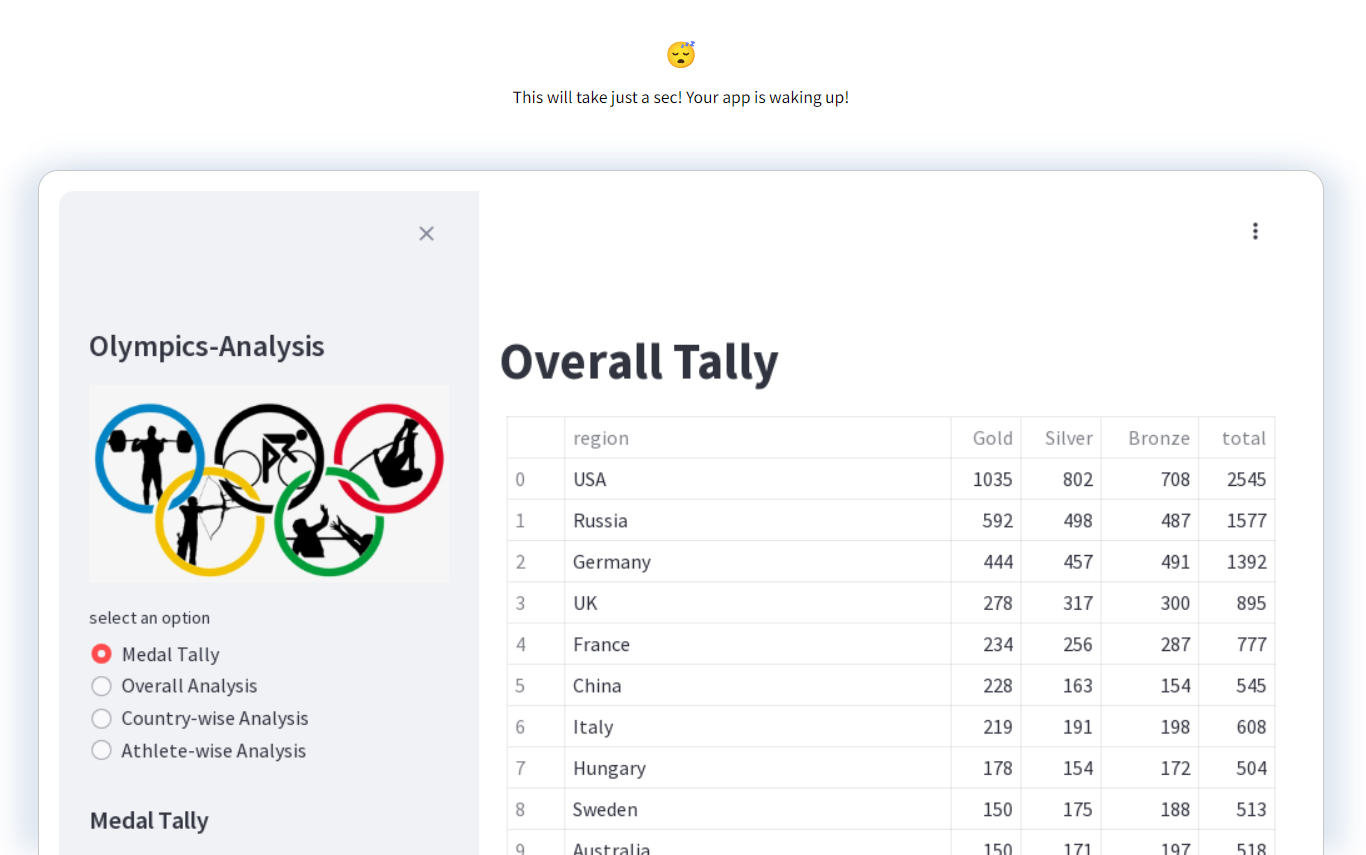 This will take just a sec! Your app is waking up!
Olympics-Analysis
select an option
Medal Tally
Overall Analysis
Country-wise Analysis
Athlete-wise Analysis
Medal Tally
Overall Tally
region Gold Silver Bronze total
0 USA 1035 802 708 2545
1 Russia 592 498 487 1577
2 Germany 444 457 491 1392
3 UK 278 317 300 895
4 France 234 256 287 777
5 China 228 163 154 545
6 Italy 219 191 198 608
7 Hungary 178 154 172 504
8 Sweden 150 175 188 513
9 Australia 150 171 197 518